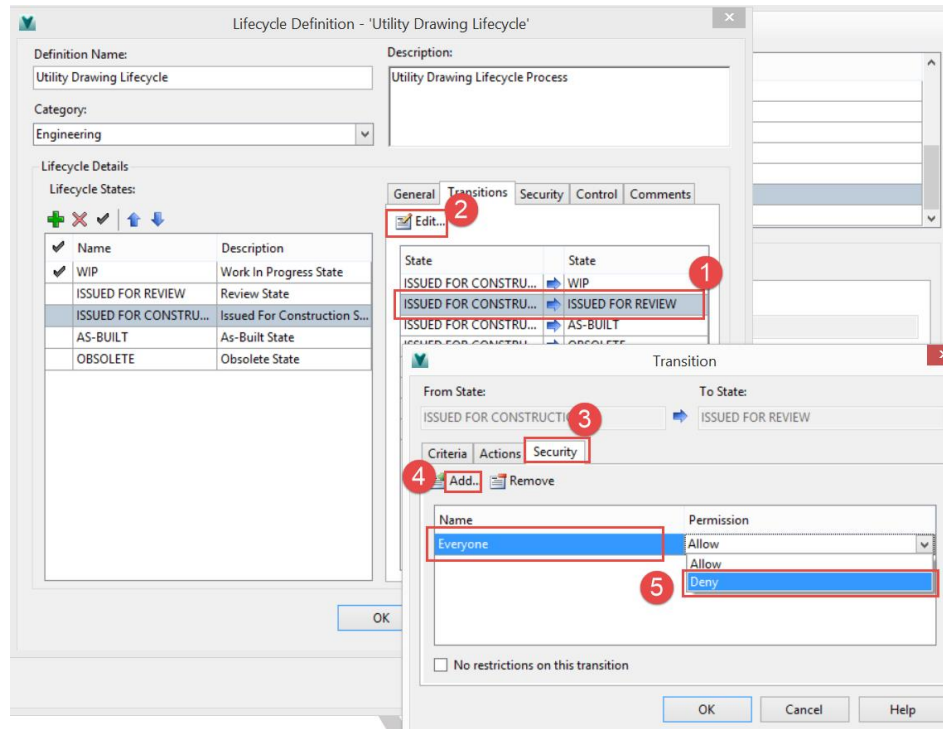 Lifecycle Definition - 'Utility Drawing Lifecycle'
Definition Name:
Utility Drawing Lifecycle
Category:
Engineering
Description:
Utility Drawing Lifecycle Process
Lifecycle Details
Lifecycle States:
Name Description
WIP Work In Progress State
ISSUED FOR REVIEW Review State
ISSUED FOR CONSTRU... Issued For Construction S...
AS-BUILT As-Built State
OBSOLETE Obsolete State
General Transitions Security Control Comments
2
Edit...
State State
1
ISSUED FOR CONSTRU... WIP
ISSUED FOR CONSTRU... ISSUED FOR REVIEW
ISSUED FOR CONSTRU... AS-BUILT
ISSUED FOR CONSTRU... OBSOLETE
OK
Transition
From State: To State:
ISSUED FOR CONSTRUCTI ISSUED FOR REVIEW
3
Criteria Actions Security
4
Add... Remove
Name Permission
Everyone Allow
Allow
5 Deny
No restrictions on this transition
OK Cancel Help